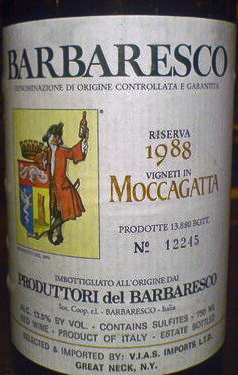 BARBARESCO
DENOMINAZIONE DI ORIGINE CONTROLLATA E GARANTITA
®
RISERVA
1988
VIGNETI IN
MOCCAGATTA
PRODOTTE 13.880 BOTT.
Nº 12245
IMBOTTIGLIATO ALL'ORIGINE DAI
PRODUTTORI del BARBARESCO
Soc. Coop. r.l. - BARBARESCO - Italia
ALC. 13.5% BY VOL. - CONTAINS SULFITES - 750 ML
RED WINE - PRODUCT OF ITALY - ESTATE BOTTLED
SELECTED & IMPORTED BY: V.I.A.S. IMPORTS LTD.
GREAT NECK, N.Y.